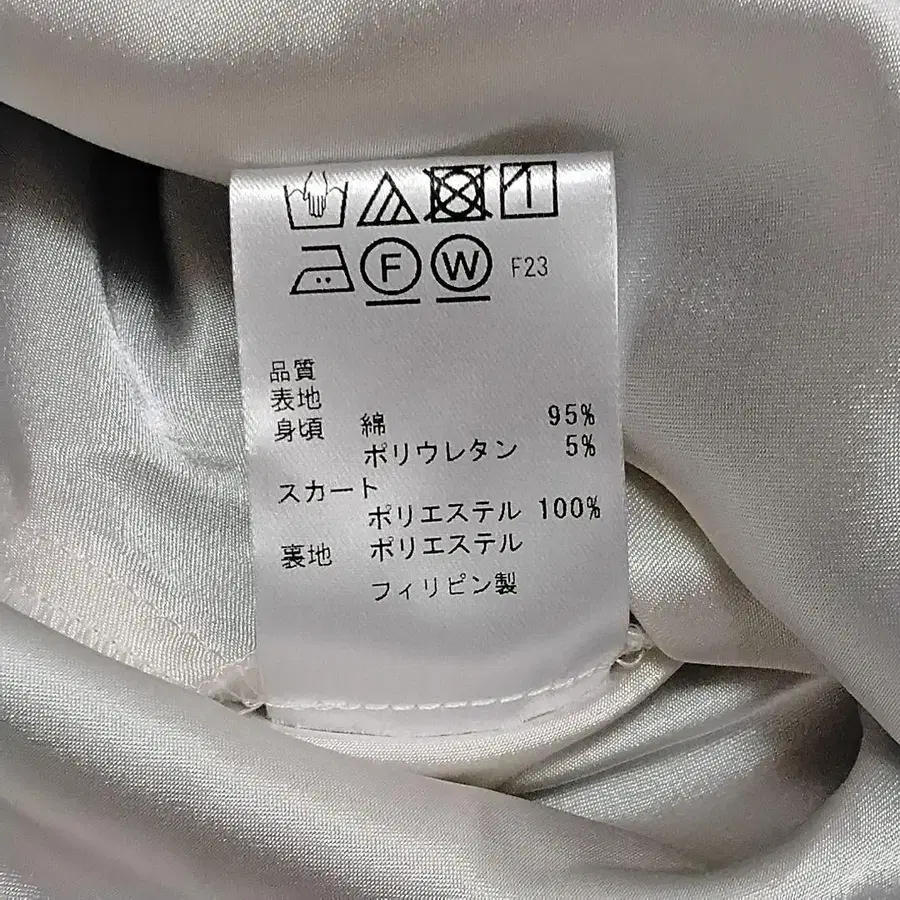 F W F23
品質
表地
身頃 綿 95%
ポリウレタン 5%
スカート
ポリエステル 100%
裏地 ポリエステル
フィリピン製